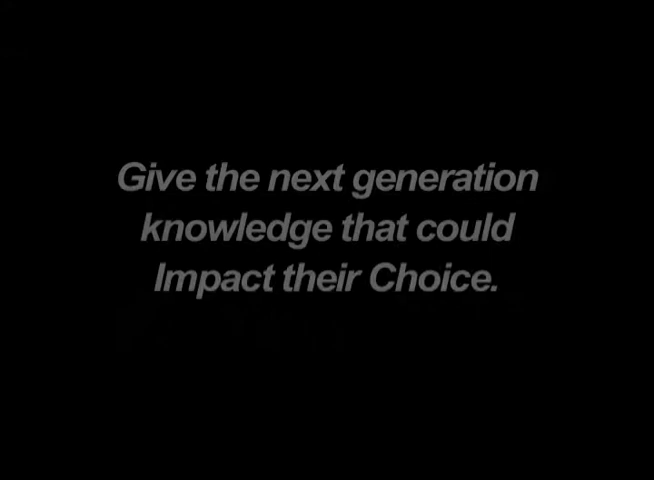 Give the next generation
knowledge that could
Impact their Choice.